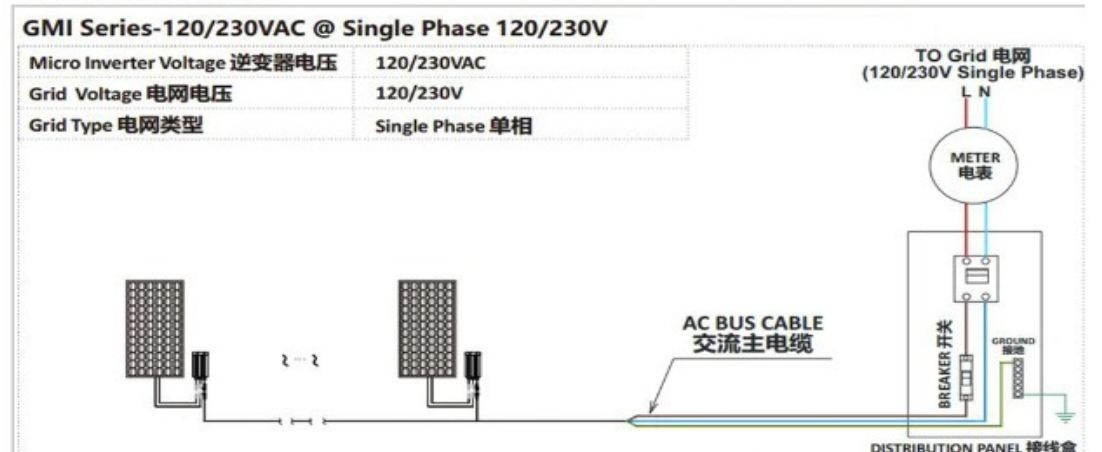 GMI Series-120/230VAC @ Single Phase 120/230V
Micro Inverter Voltage 逆变器电压 120/230VAC
Grid Voltage 电网电压 120/230V
Grid Type 电网类型 Single Phase 单相
TO Grid 电网
(120/230V Single Phase)
L N
METER
电表
AC BUS CABLE
交流主电缆
BREAKER 开关
GROUND
接地
DISTRIBUTION PANEL 接线盒